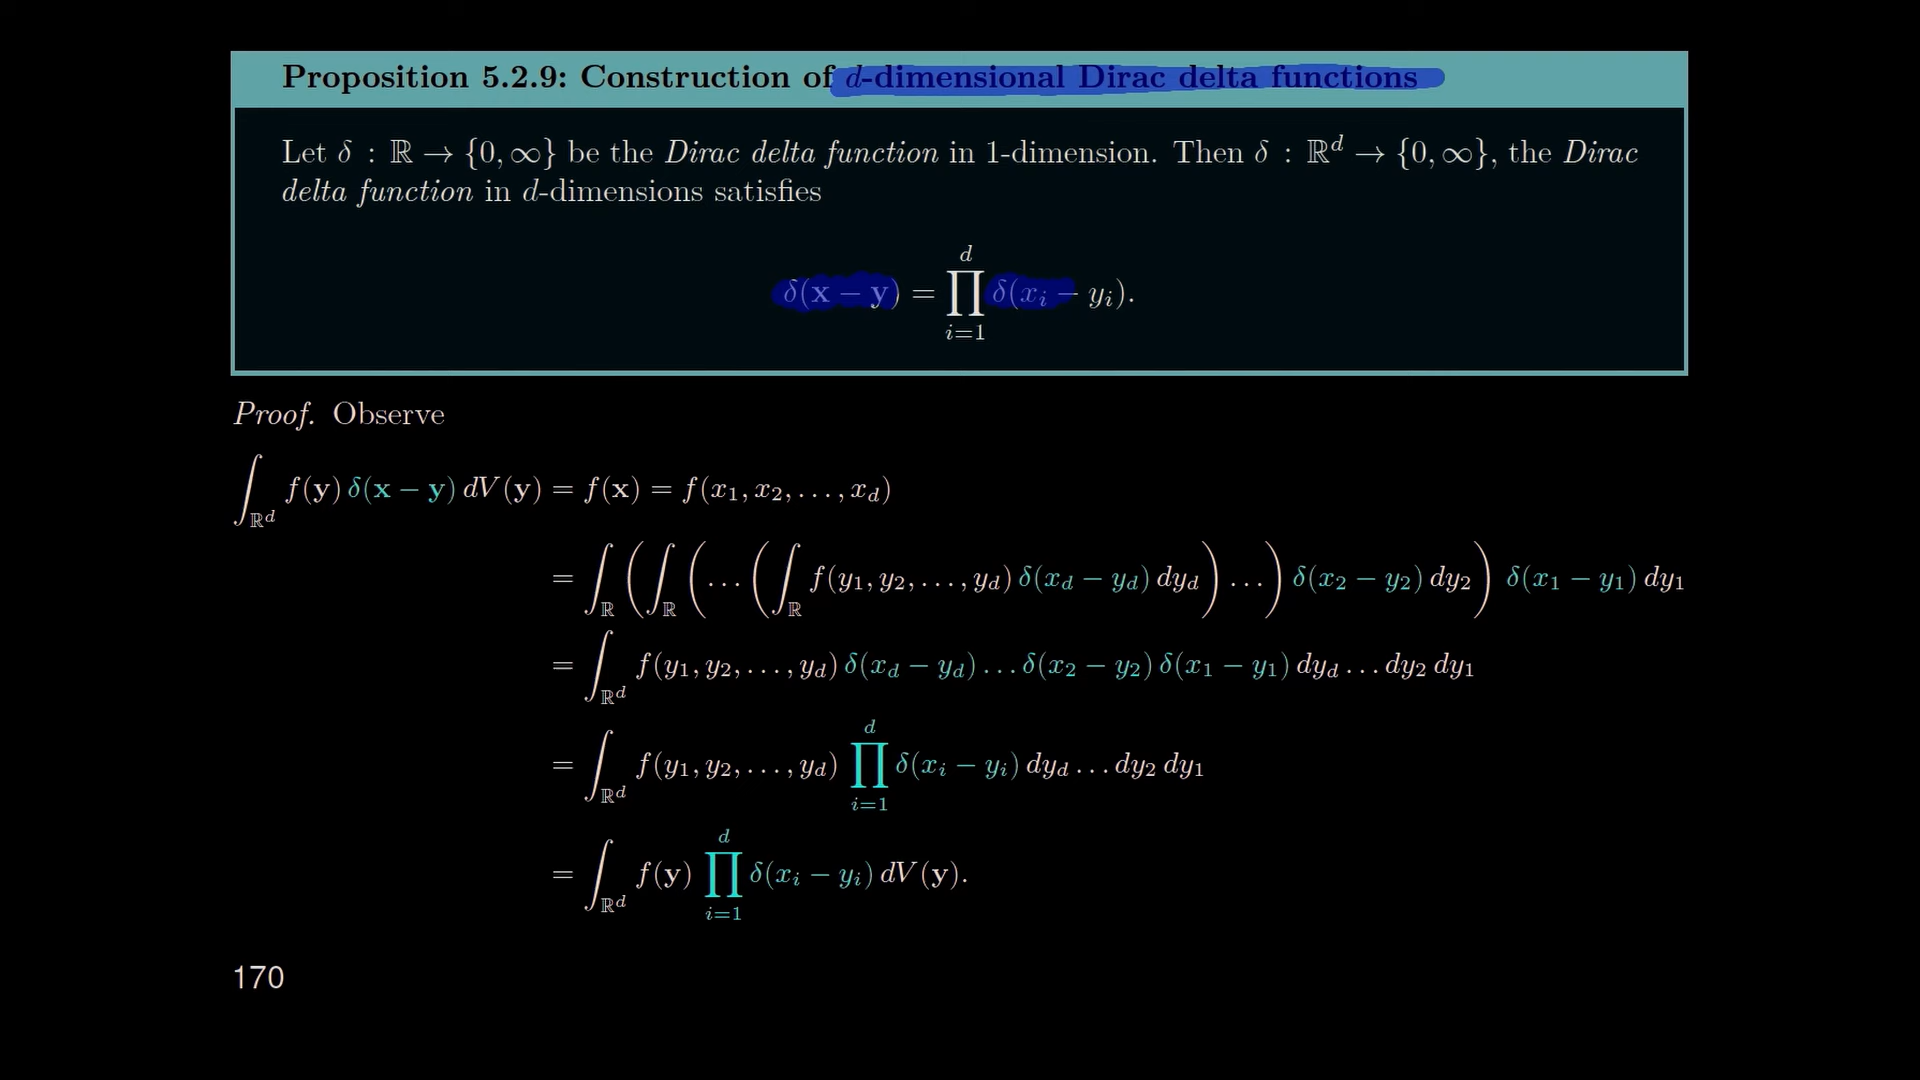 Proposition 5.2.9: Construction of d-dimensional Dirac delta functions
Let δ : ℝ → {0, ∞} be the Dirac delta function in 1-dimension. Then δ : ℝ^d → {0, ∞}, the Dirac
delta function in d-dimensions satisfies
δ(𝐱 − 𝐲) = ∏_{i=1}^{d} δ(x_i − y_i).
Proof. Observe
∫_{ℝ^d} f(𝐲) δ(𝐱 − 𝐲) dV(𝐲) = f(𝐱) = f(x_1, x_2, . . . , x_d)
= ∫_ℝ (∫_ℝ (. . . (∫_ℝ f(y_1, y_2, . . . , y_d) δ(x_d − y_d) dy_d) . . .) δ(x_2 − y_2) dy_2) δ(x_1 − y_1) dy_1
= ∫_{ℝ^d} f(y_1, y_2, . . . , y_d) δ(x_d − y_d) . . . δ(x_2 − y_2) δ(x_1 − y_1) dy_d . . . dy_2 dy_1
= ∫_{ℝ^d} f(y_1, y_2, . . . , y_d) ∏_{i=1}^{d} δ(x_i − y_i) dy_d . . . dy_2 dy_1
= ∫_{ℝ^d} f(𝐲) ∏_{i=1}^{d} δ(x_i − y_i) dV(𝐲).
170